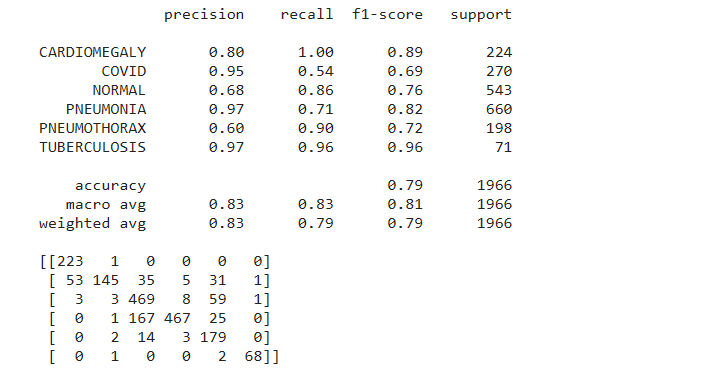 precision recall f1-score support
CARDIOMEGALY 0.80 1.00 0.89 224
COVID 0.95 0.54 0.69 270
NORMAL 0.68 0.86 0.76 543
PNEUMONIA 0.97 0.71 0.82 660
PNEUMOTHORAX 0.60 0.90 0.72 198
TUBERCULOSIS 0.97 0.96 0.96 71
accuracy 0.79 1966
macro avg 0.83 0.83 0.81 1966
weighted avg 0.83 0.79 0.79 1966
[[223 1 0 0 0 0]
[ 53 145 35 5 31 1]
[ 3 3 469 8 59 1]
[ 0 1 167 467 25 0]
[ 0 2 14 3 179 0]
[ 0 1 0 0 2 68]]